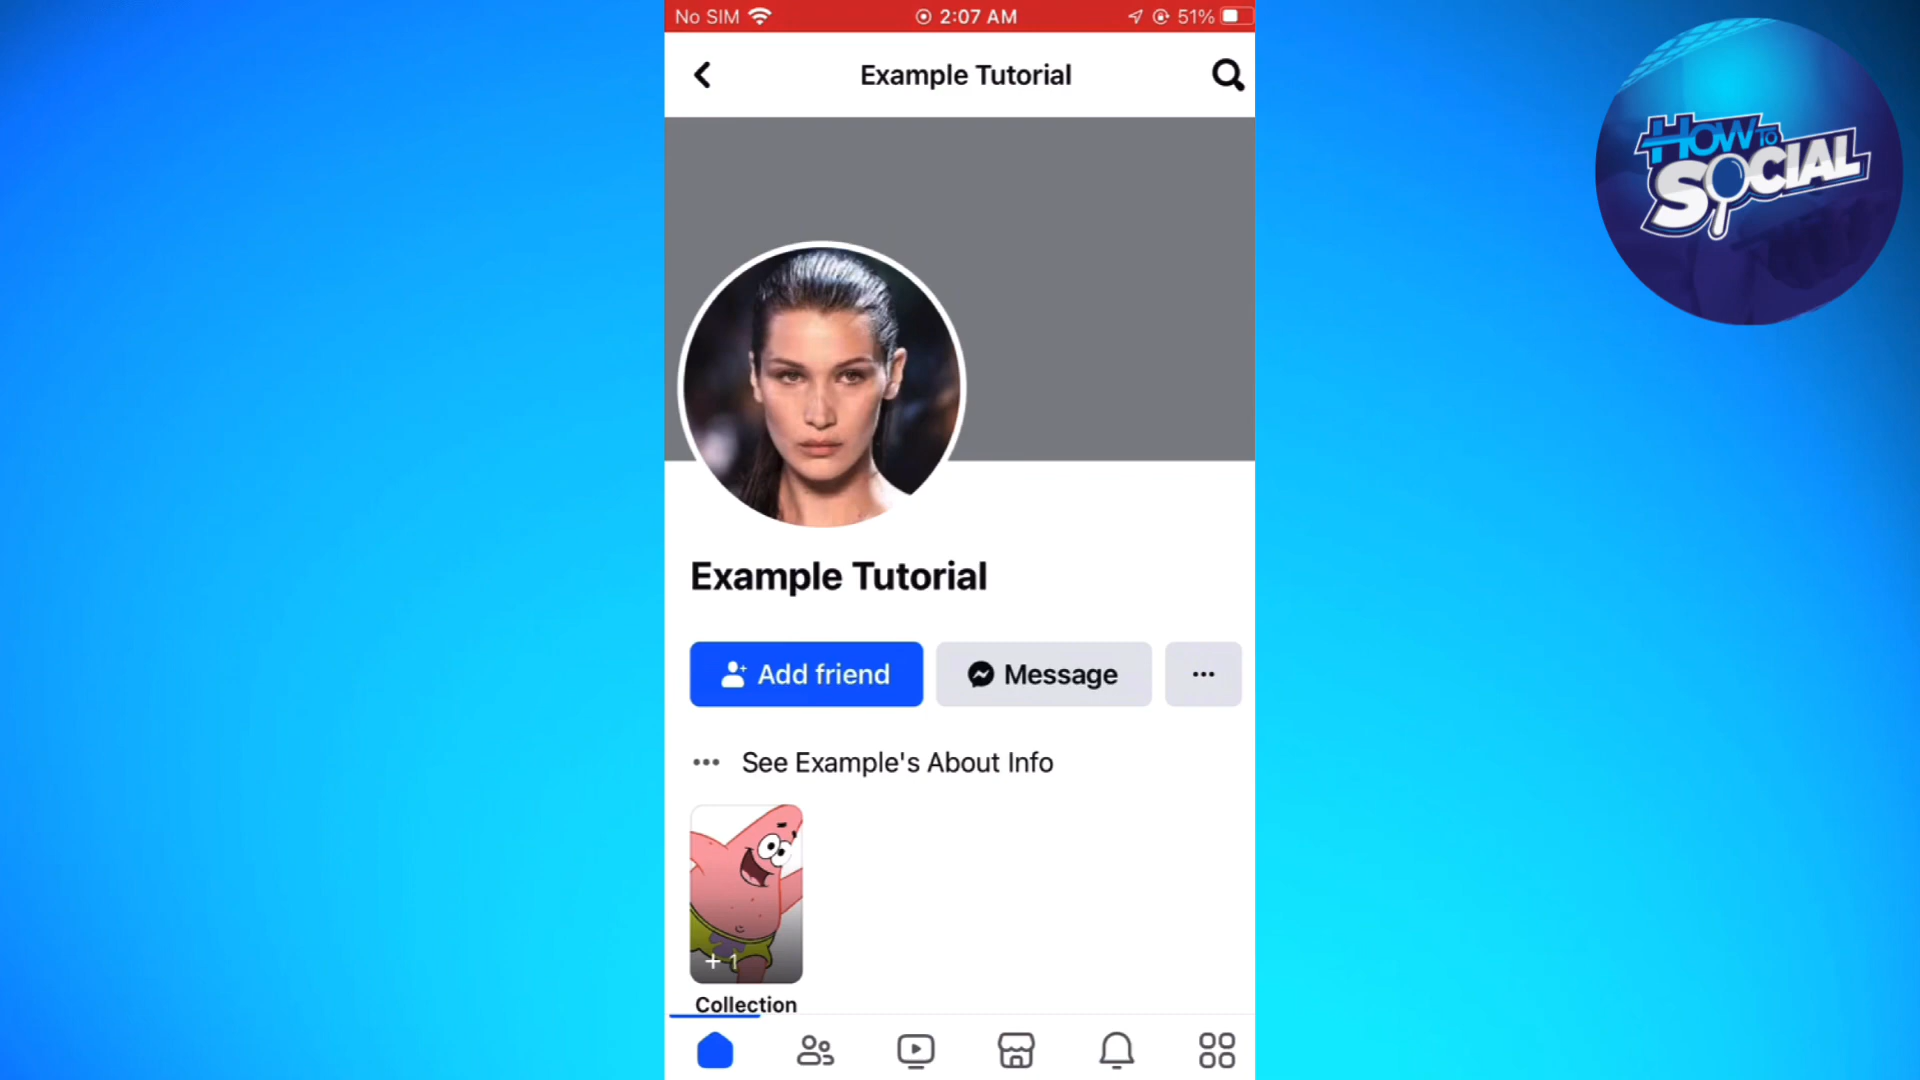 No SIM 2:07 AM 51%
Example Tutorial
HOW TO
SOCIAL
Example Tutorial
Add friend Message
See Example's About Info
+ 1
Collection